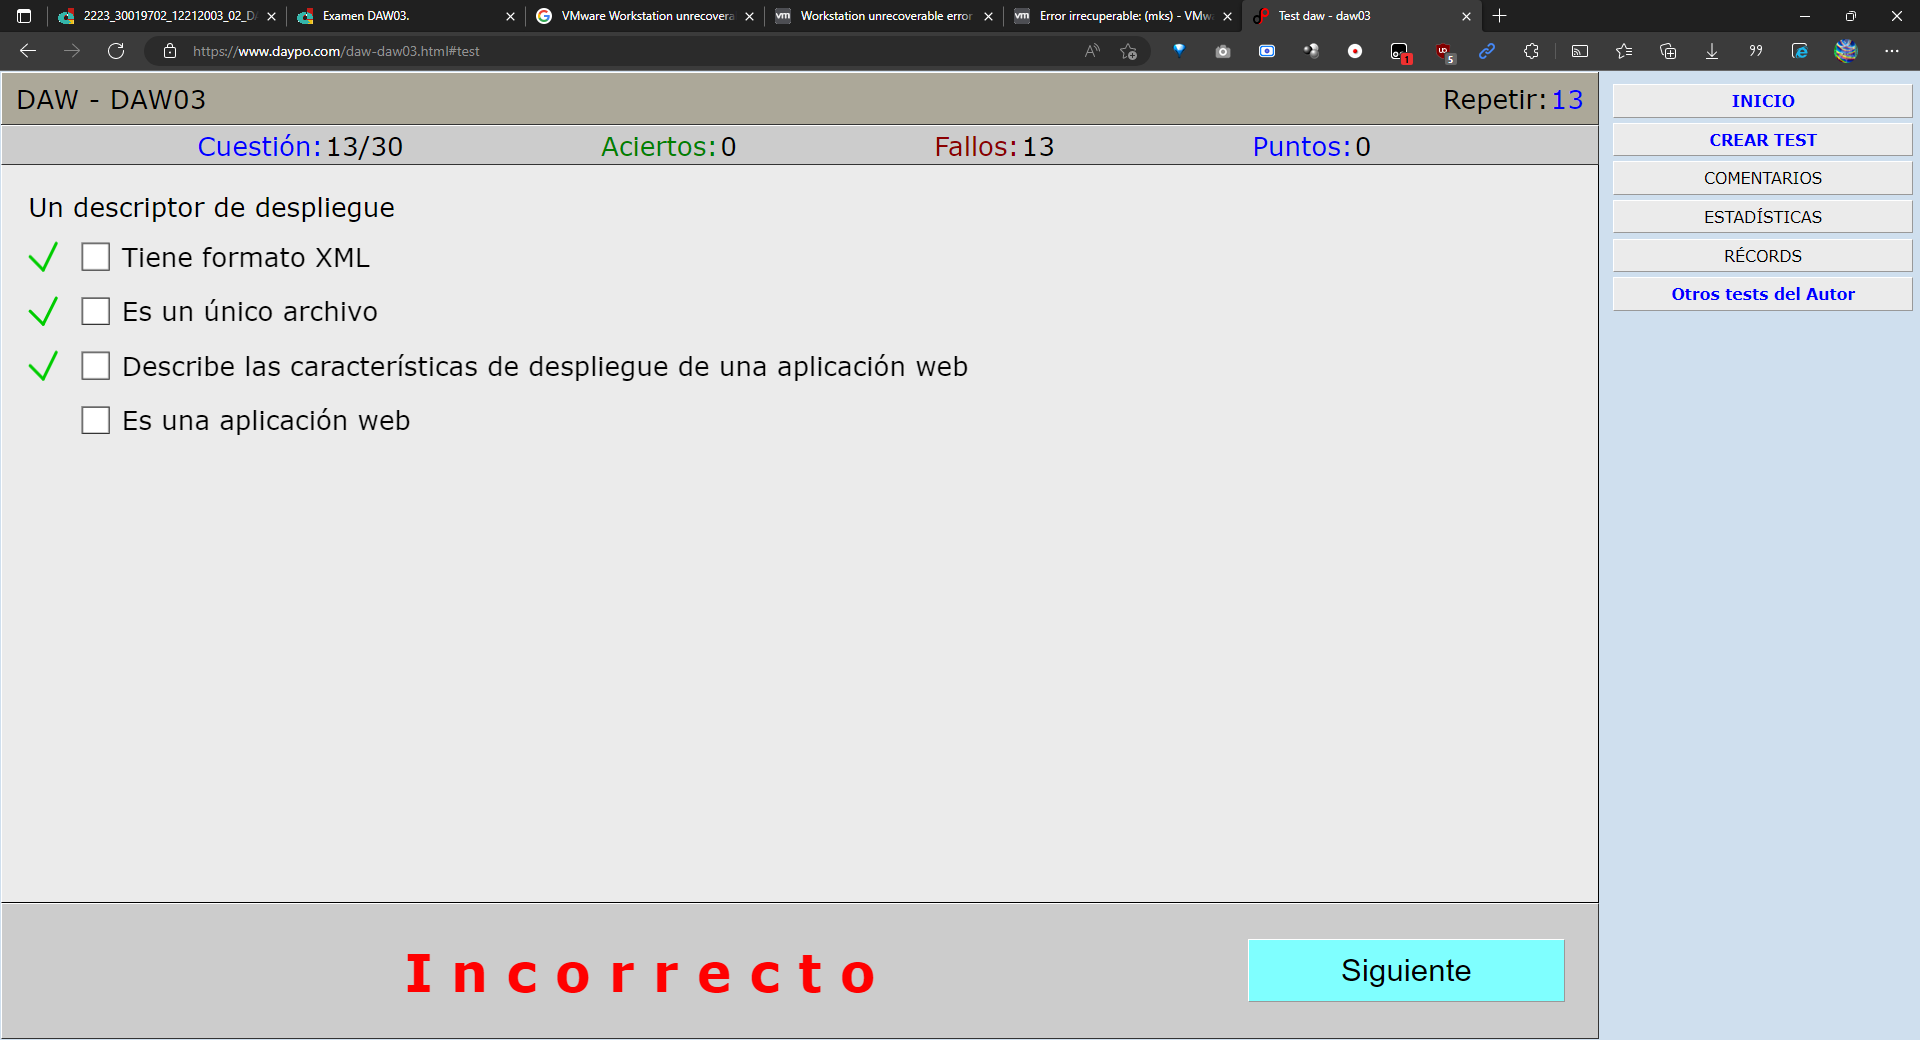 2223_30019702_12212003_02_D
Examen DAW03.
VMware Workstation unrecovera
Workstation unrecoverable error
Error irrecuperable: (mks) - VMw
Test daw - daw03
https://www.daypo.com/daw-daw03.html#test
1
5
DAW - DAW03
Repetir: 13
Cuestión: 13/30
Aciertos: 0
Fallos: 13
Puntos: 0
Un descriptor de despliegue
Tiene formato XML
Es un único archivo
Describe las características de despliegue de una aplicación web
Es una aplicación web
Incorrecto
Siguiente
INICIO
CREAR TEST
COMENTARIOS
ESTADÍSTICAS
RÉCORDS
Otros tests del Autor